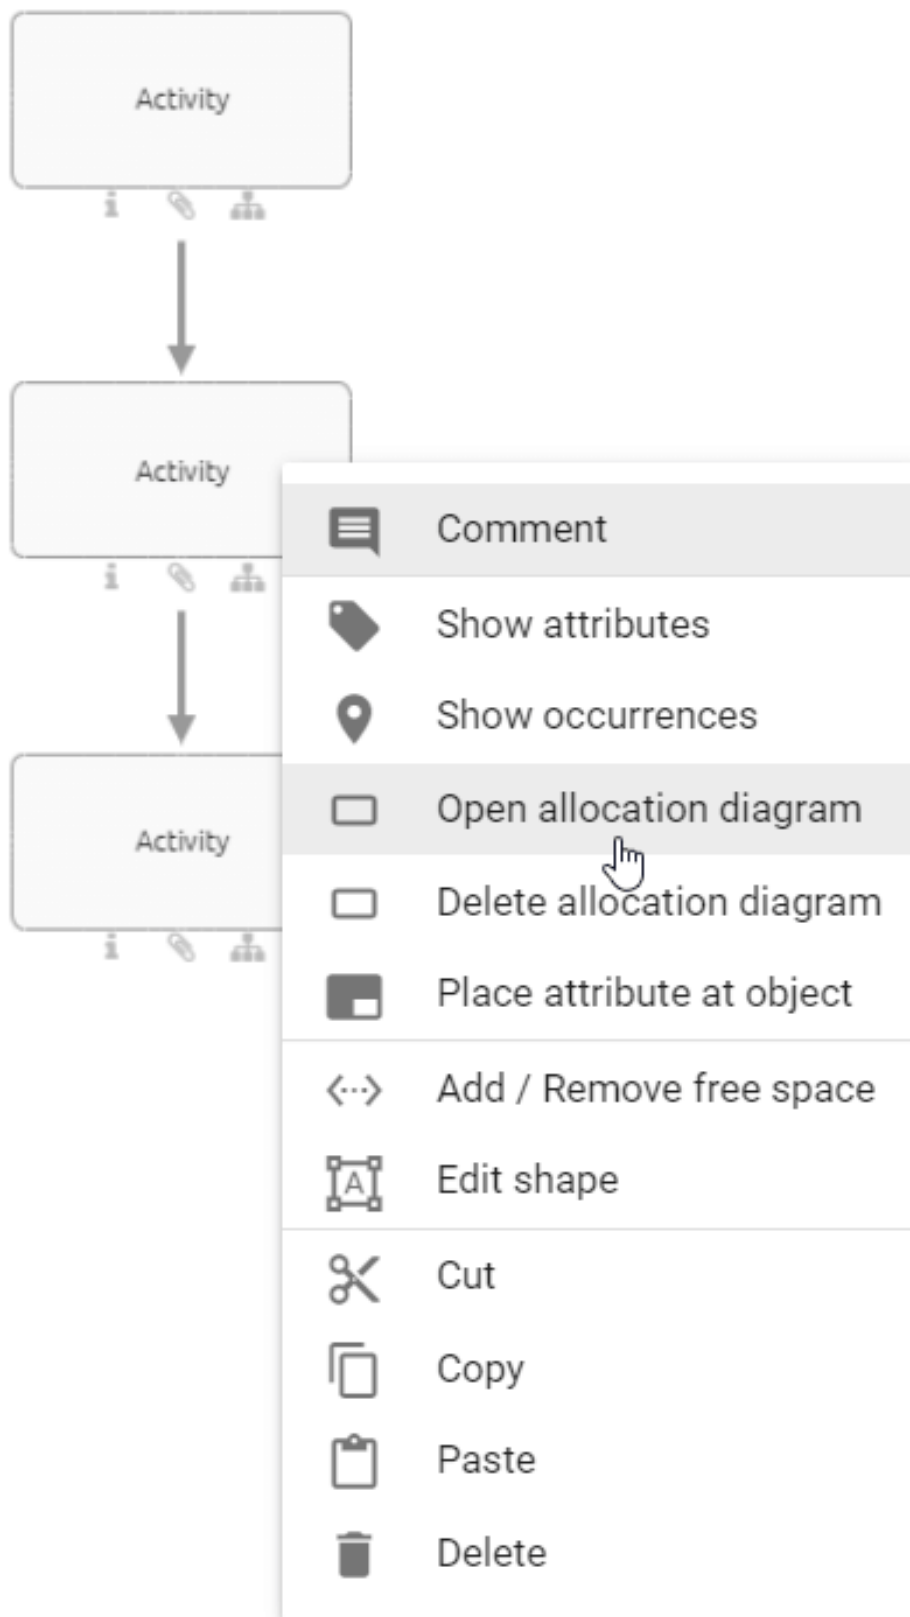 Activity
Activity
Comment
Show attributes
Show occurrences
Open allocation diagram
Activity
Delete allocation diagram
Place attribute at object
Add / Remove free space
Edit shape
Cut
Copy
Paste
Delete